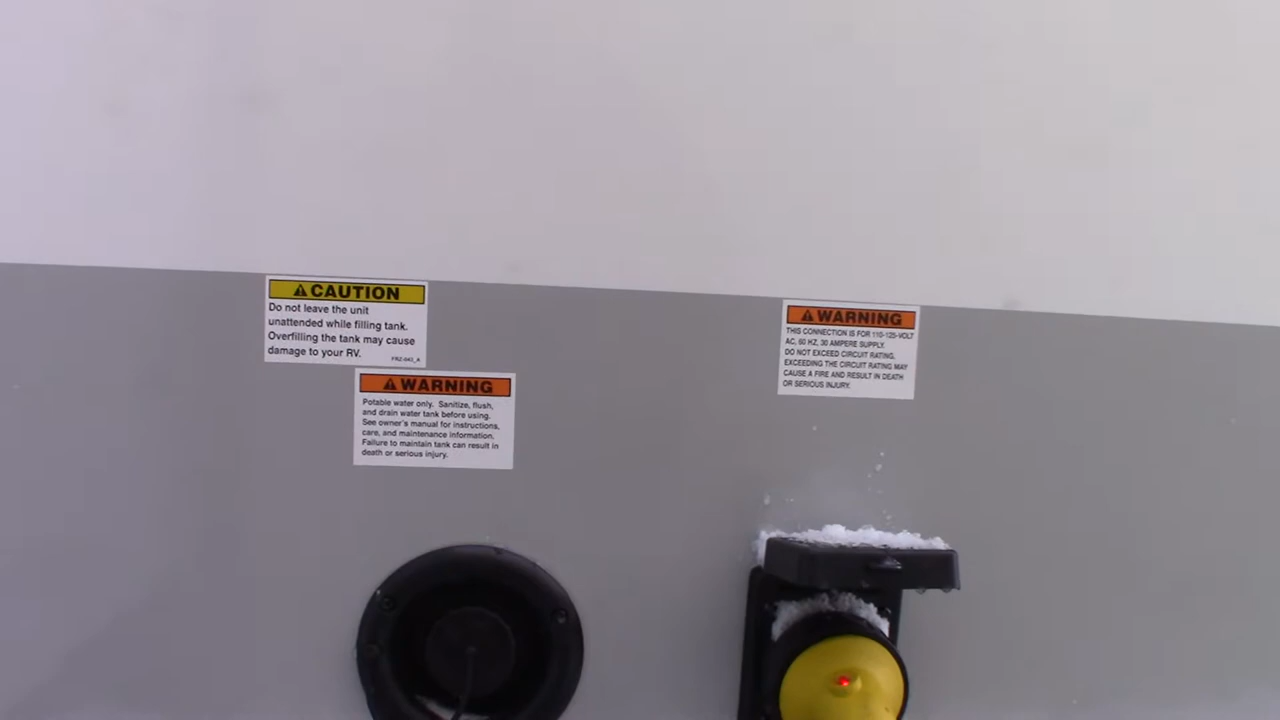 CAUTION
Do not leave the unit
unattended while filling tank.
Overfilling the tank may cause
damage to your RV.
FRZ-043_A
WARNING
Potable water only. Sanitize, flush,
and drain water tank before using.
See owner's manual for instructions,
care, and maintenance information.
Failure to maintain tank can result in
death or serious injury.
WARNING
THIS CONNECTION IS FOR 110-125-VOLT
AC, 60 HZ, 30 AMPERE SUPPLY.
DO NOT EXCEED CIRCUIT RATING.
EXCEEDING THE CIRCUIT RATING MAY
CAUSE A FIRE AND RESULT IN DEATH
OR SERIOUS INJURY.